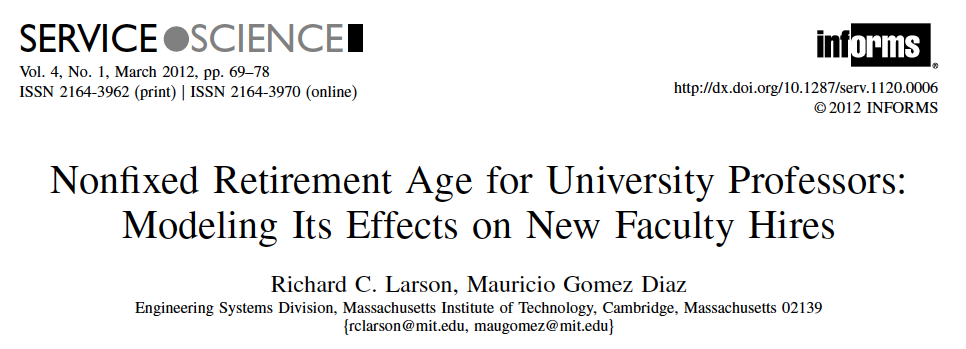 SERVICE SCIENCE
Vol. 4, No. 1, March 2012, pp. 69–78
ISSN 2164-3962 (print) | ISSN 2164-3970 (online)
informs®
http://dx.doi.org/10.1287/serv.1120.0006
© 2012 INFORMS
Nonfixed Retirement Age for University Professors:
Modeling Its Effects on New Faculty Hires
Richard C. Larson, Mauricio Gomez Diaz
Engineering Systems Division, Massachusetts Institute of Technology, Cambridge, Massachusetts 02139
{rclarson@mit.edu, maugomez@mit.edu}